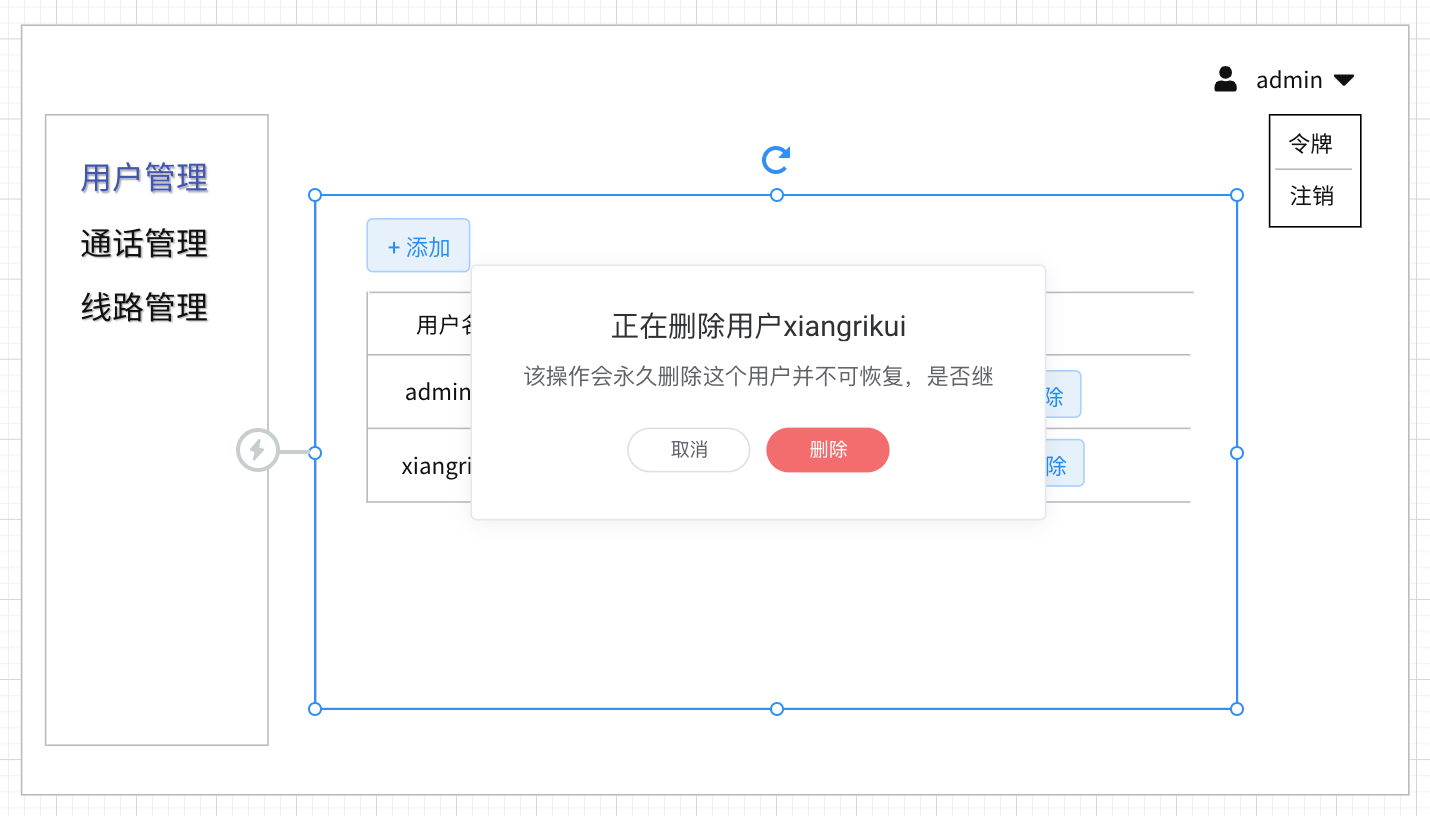 admin
令牌
注销
用户管理
通话管理
线路管理
+ 添加
用户名
admin
除
xiangri
除
正在删除用户xiangrikui
该操作会永久删除这个用户并不可恢复，是否继
取消
删除